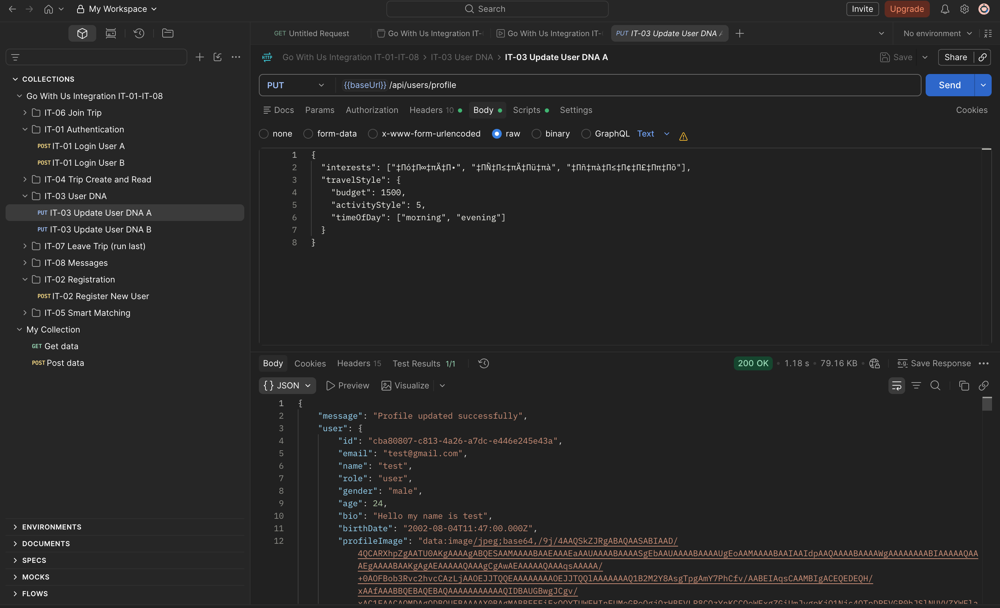 My Workspace
Search
Invite
Upgrade
GET Untitled Request
Go With Us Integration IT-
Go With Us Integration IT-
PUT IT-03 Update User DNA A
No environment
COLLECTIONS
Go With Us Integration IT-01-IT-08
IT-06 Join Trip
IT-01 Authentication
POST IT-01 Login User A
POST IT-01 Login User B
IT-04 Trip Create and Read
IT-03 User DNA
PUT IT-03 Update User DNA A
PUT IT-03 Update User DNA B
IT-07 Leave Trip (run last)
IT-08 Messages
IT-02 Registration
POST IT-02 Register New User
IT-05 Smart Matching
My Collection
GET Get data
POST Post data
ENVIRONMENTS
DOCUMENTS
SPECS
MOCKS
FLOWS
HTTP Go With Us Integration IT-01-IT-08 > IT-03 User DNA > IT-03 Update User DNA A
Save
Share
PUT {{baseUrl}} /api/users/profile
Send
Docs Params Authorization Headers 10 Body Scripts Settings Cookies
none form-data x-www-form-urlencoded raw binary GraphQL Text
1 {
2 "interests": ["‡∏ó‡∏∞‡πÄ‡∏•", "‡∏Ñ‡∏≤‡πÄ‡∏ü‡πà", "‡∏ñ‡πà‡∏≤‡∏¢‡∏£‡∏π‡∏õ"],
3 "travelStyle": {
4 "budget": 1500,
5 "activityStyle": 5,
6 "timeOfDay": ["morning", "evening"]
7 }
8 }
Body Cookies Headers 15 Test Results 1/1
200 OK • 1.18 s • 79.16 KB • e.g. Save Response
{} JSON Preview Visualize
1 {
2 "message": "Profile updated successfully",
3 "user": {
4 "id": "cba80807-c813-4a26-a7dc-e446e245e43a",
5 "email": "test@gmail.com",
6 "name": "test",
7 "role": "user",
8 "gender": "male",
9 "age": 24,
10 "bio": "Hello my name is test",
11 "birthDate": "2002-08-04T11:47:00.000Z",
12 "profileImage": "data:image/jpeg;base64,/9j/4AAQSkZJRgABAQAASABIAAD/
4QCARXhpZgAATU0AKgAAAAgABQESAAMAAAABAAEAAAEaAAUAAAABAAAASgEbAAUAAAABAAAAUgEoAAMAAAABAAIAAIdpAAQAAAABAAAAWgAAAAAAAABIAAAAAQAA
AEgAAAABAAKgAgAEAAAAAQAAAgCgAwAEAAAAAQAAAqsAAAAA/
+0AOFBob3Rvc2hvcCAzLjAAOEJJTQQEAAAAAAAAOEJJTQQlAAAAAAAQ1B2M2Y8AsgTpgAmY7PhCfv/AABEIAqsCAAMBIgACEQEDEQH/
xAAfAAABBQEBAQEBAQAAAAAAAAAAAQIDBAUGBwgJCgv/